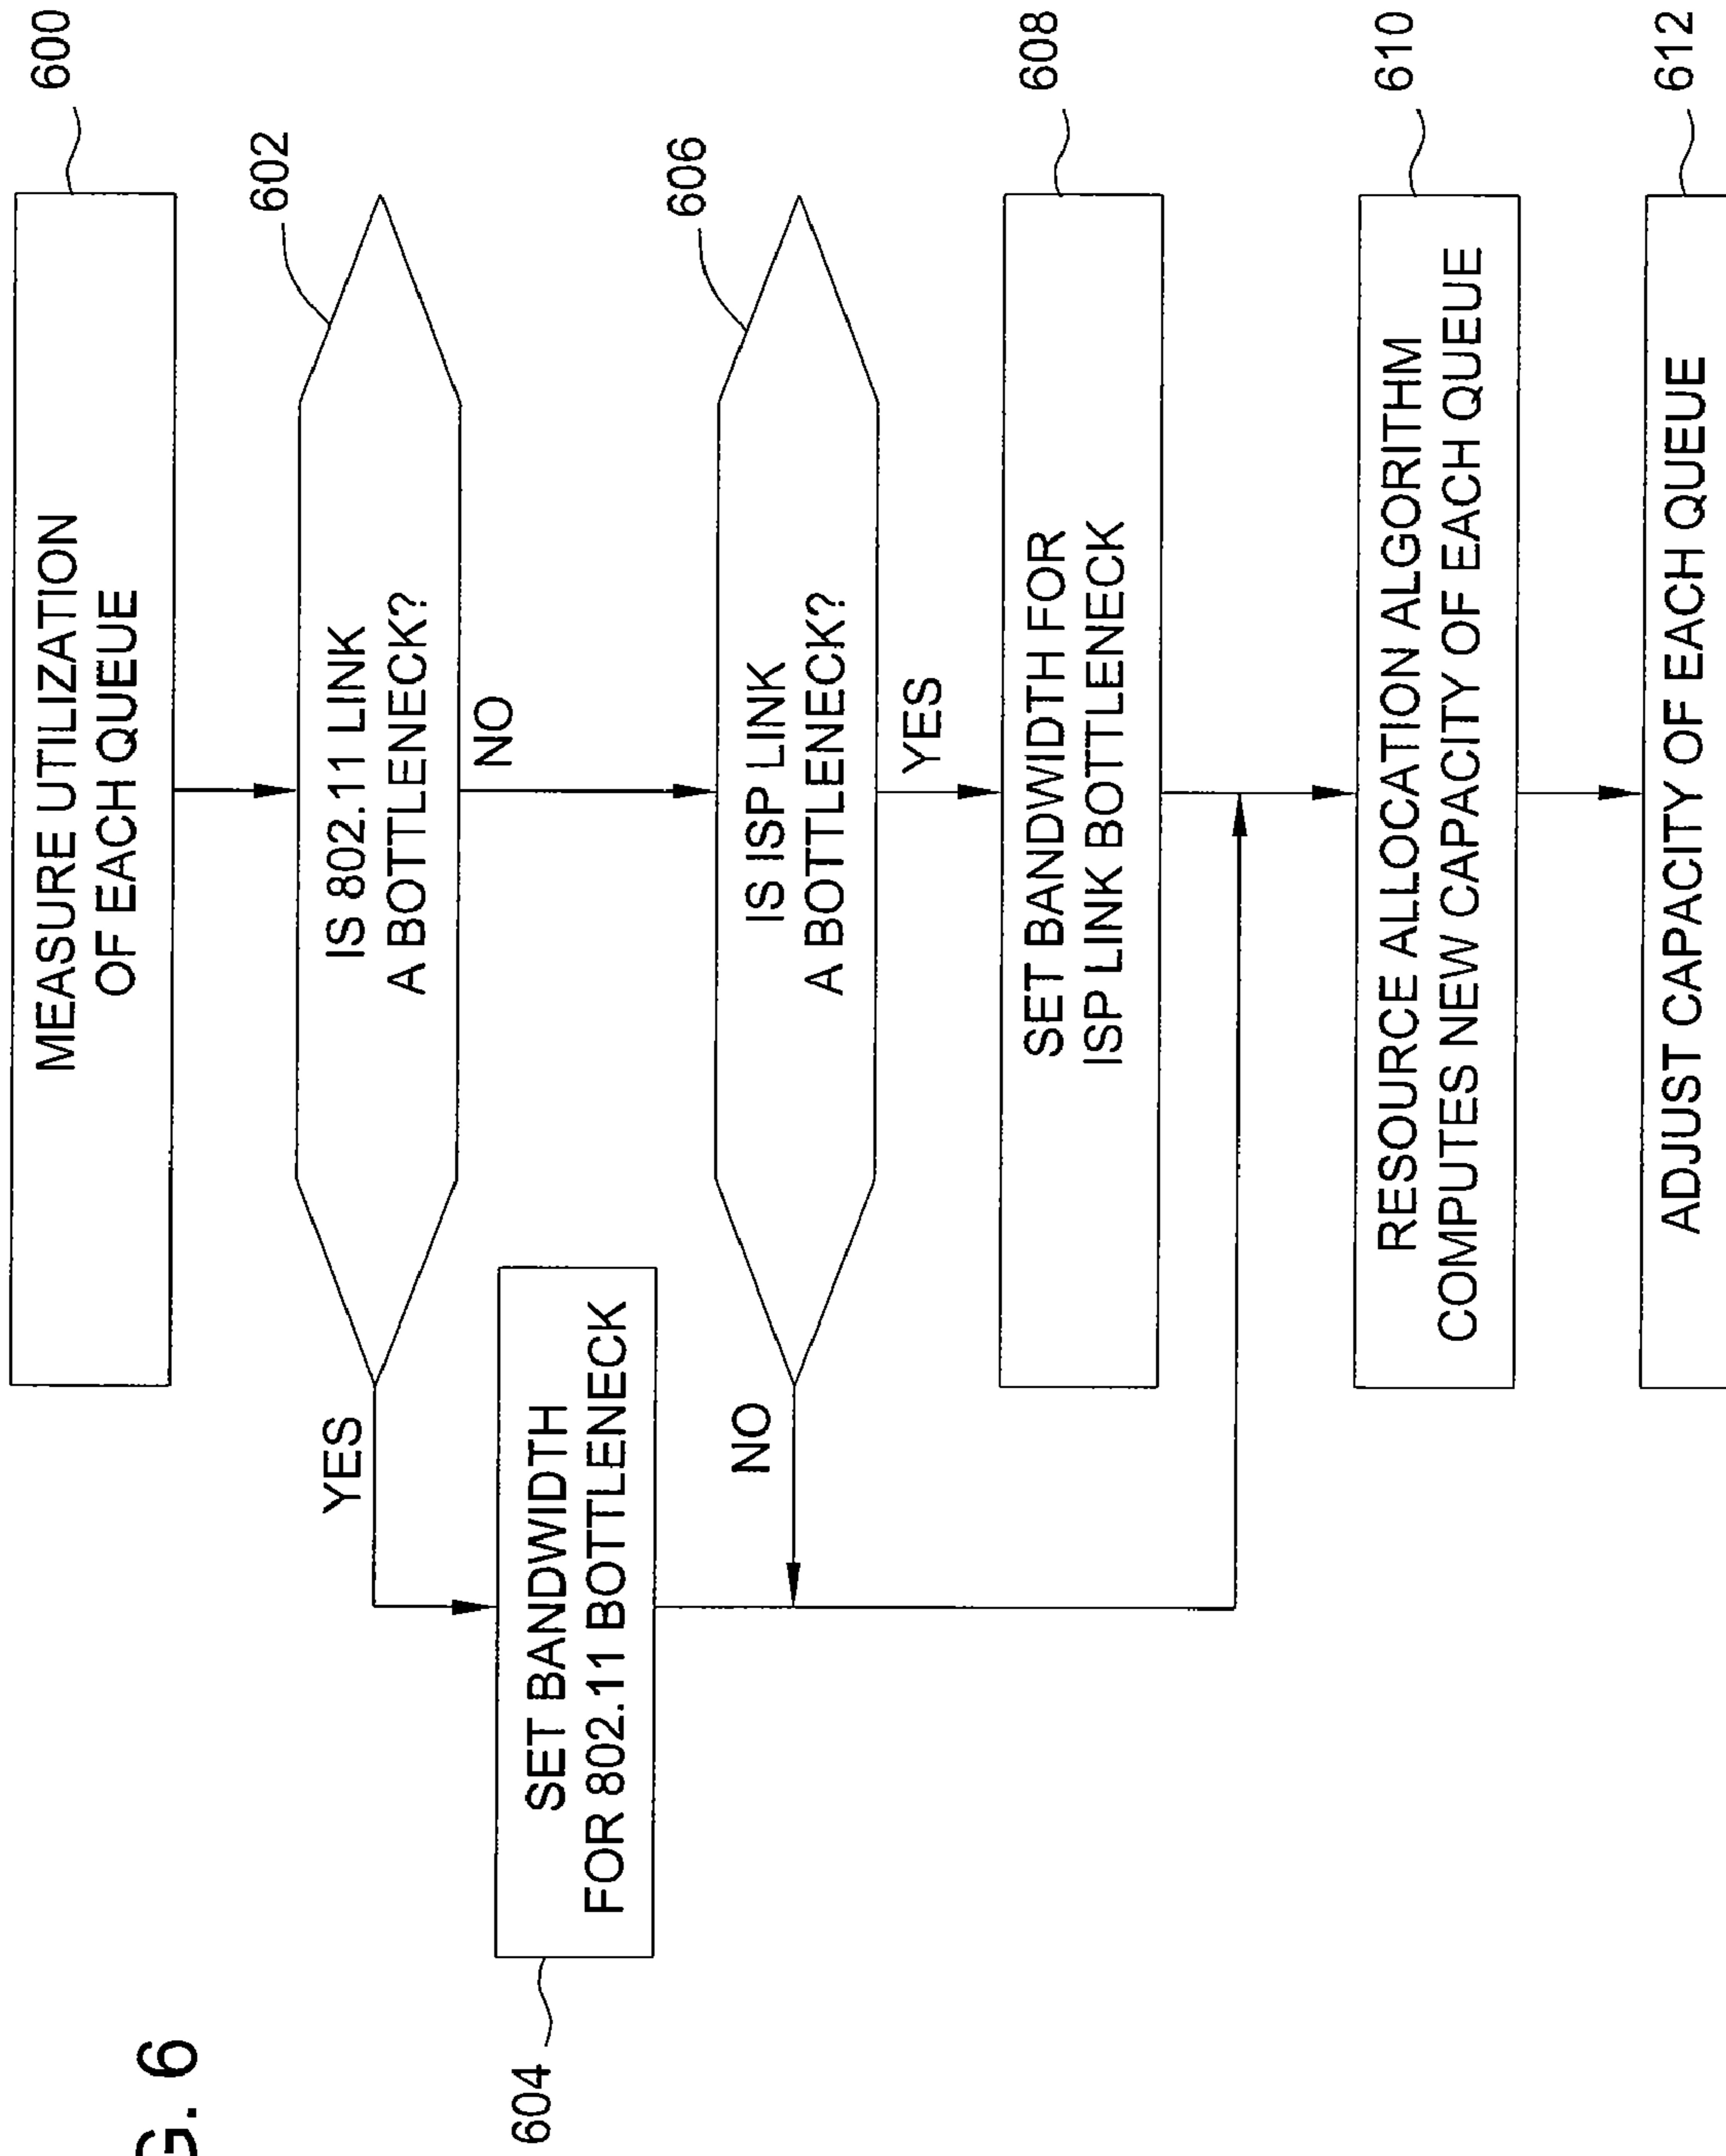 G. 6
600
MEASURE UTILIZATION
OF EACH QUEUE
602
IS 802.11 LINK
A BOTTLENECK?
YES
NO
604
SET BANDWIDTH
FOR 802.11 BOTTLENECK
606
IS ISP LINK
A BOTTLENECK?
NO
YES
608
SET BANDWIDTH FOR
ISP LINK BOTTLENECK
610
RESOURCE ALLOCATION ALGORITHM
COMPUTES NEW CAPACITY OF EACH QUEUE
612
ADJUST CAPACITY OF EACH QUEUE